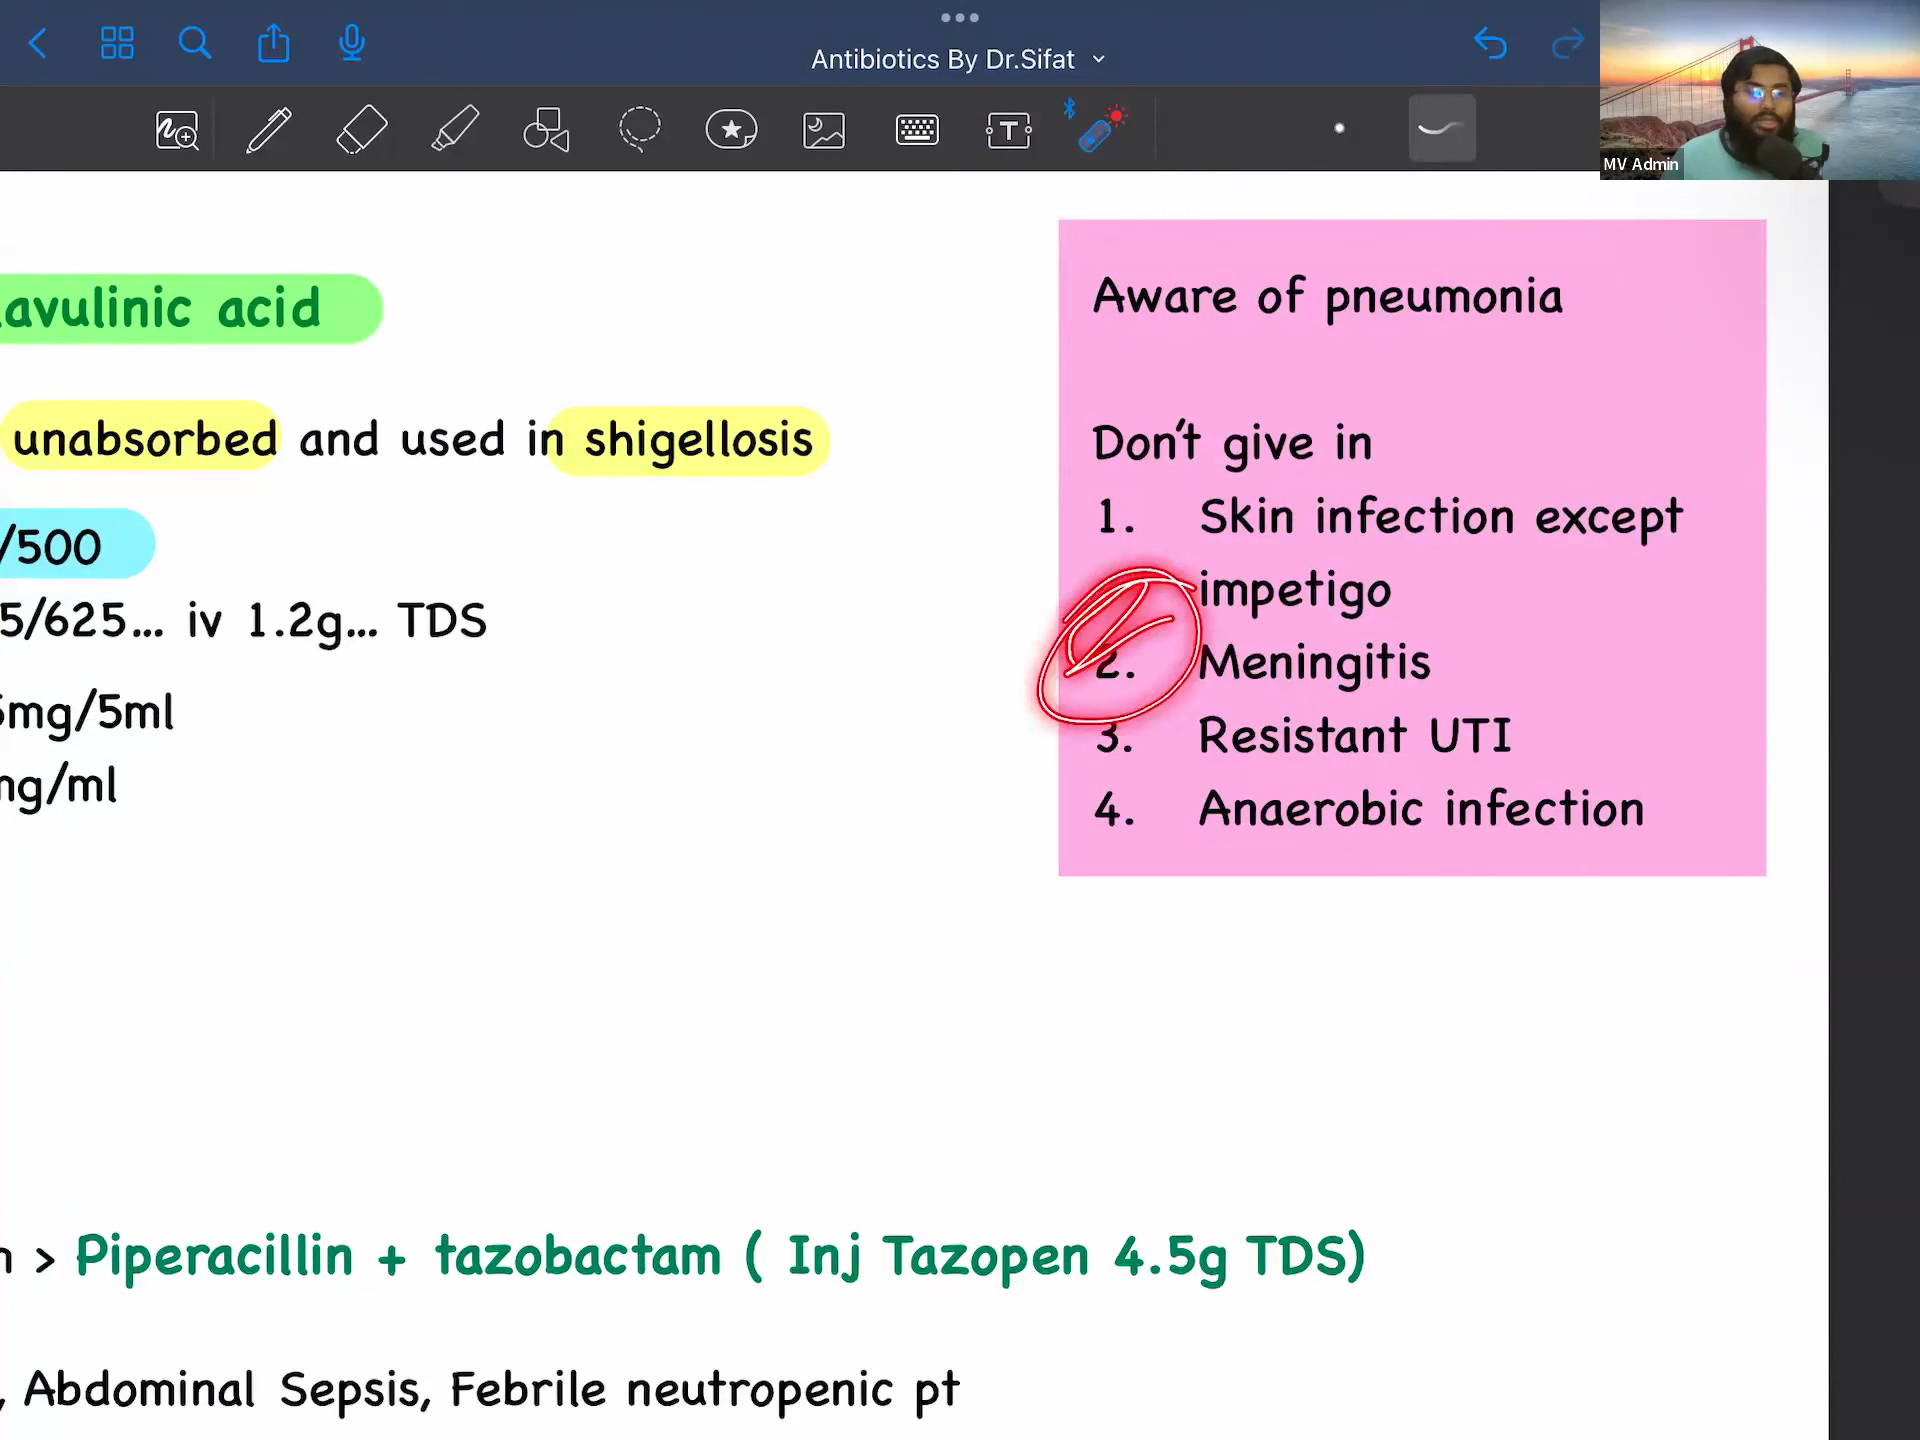 Antibiotics By Dr.Sifat
MV Admin
lavulinic acid
unabsorbed and used in shigellosis
/500
5/625... iv 1.2g... TDS
5mg/5ml
mg/ml
Aware of pneumonia
Don't give in
1. Skin infection except
impetigo
2. Meningitis
3. Resistant UTI
4. Anaerobic infection
n > Piperacillin + tazobactam ( Inj Tazopen 4.5g TDS)
, Abdominal Sepsis, Febrile neutropenic pt